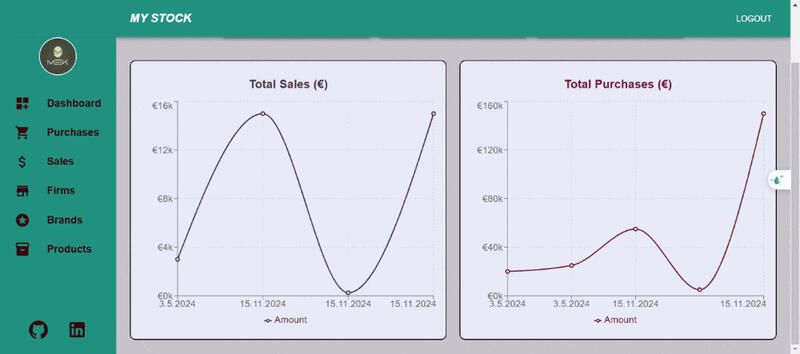 MY STOCK
LOGOUT
MEK
Dashboard
Purchases
Sales
Firms
Brands
Products
Total Sales (€)
€16k
€12k
€8k
€4k
€0k
3.5.2024 15.11.2024 15.11.2024 15.11.2024
Amount
Total Purchases (€)
€160k
€120k
€80k
€40k
€0k
3.5.2024 3.5.2024 15.11.2024 15.11.2024
Amount